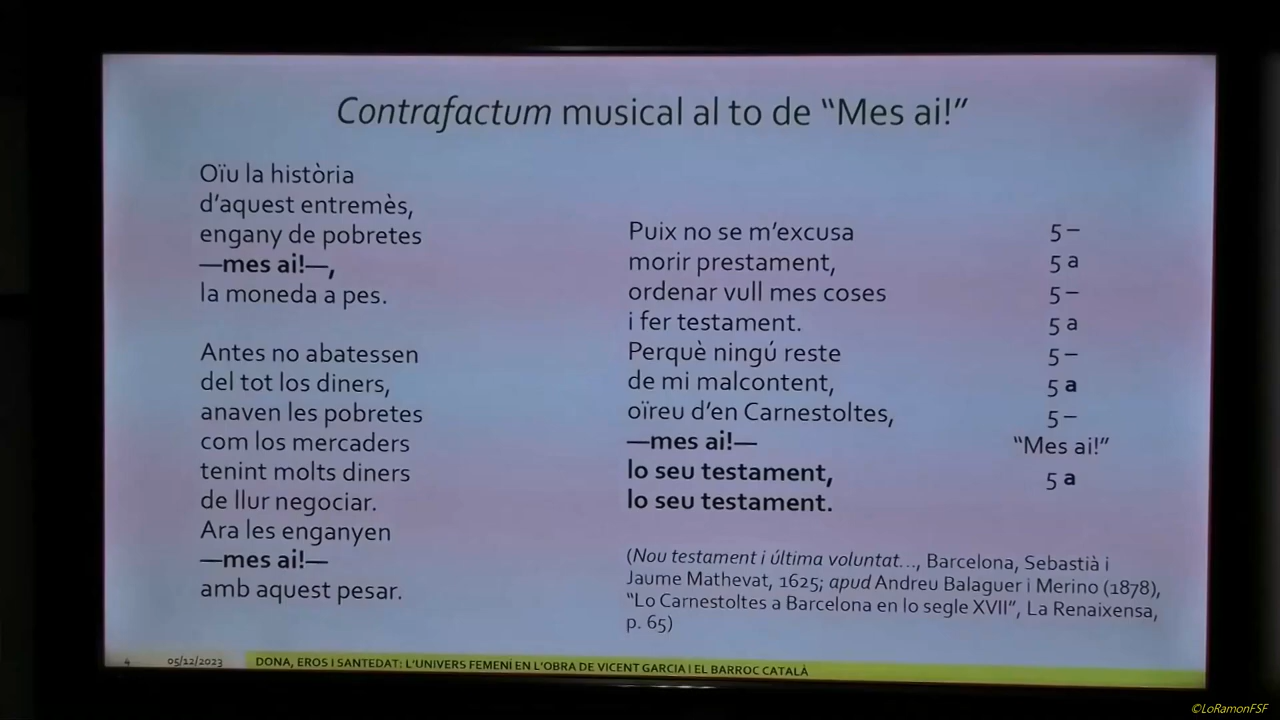 Contrafactum musical al to de “Mes ai!”
Oïu la història
d’aquest entremès,
engany de pobretes
—mes ai!—,
la moneda a pes.
Antes no abatessen
del tot los diners,
anaven les pobretes
com los mercaders
tenint molts diners
de llur negociar.
Ara les enganyen
—mes ai!—
amb aquest pesar.
Puix no se m’excusa
morir prestament,
ordenar vull mes coses
i fer testament.
Perquè ningú reste
de mi malcontent,
oïreu d’en Carnestoltes,
—mes ai!—
lo seu testament,
lo seu testament.
5 –
5 a
5 –
5 a
5 –
5 a
5 –
“Mes ai!”
5 a
(Nou testament i última voluntat…, Barcelona, Sebastià i
Jaume Mathevat, 1625; apud Andreu Balaguer i Merino (1878),
“Lo Carnestoltes a Barcelona en lo segle XVII”, La Renaixensa,
p. 65)
4 05/12/2023 DONA, EROS I SANTEDAT: L’UNIVERS FEMENÍ EN L’OBRA DE VICENT GARCIA I EL BARROC CATALÀ
©LoRamonFSF